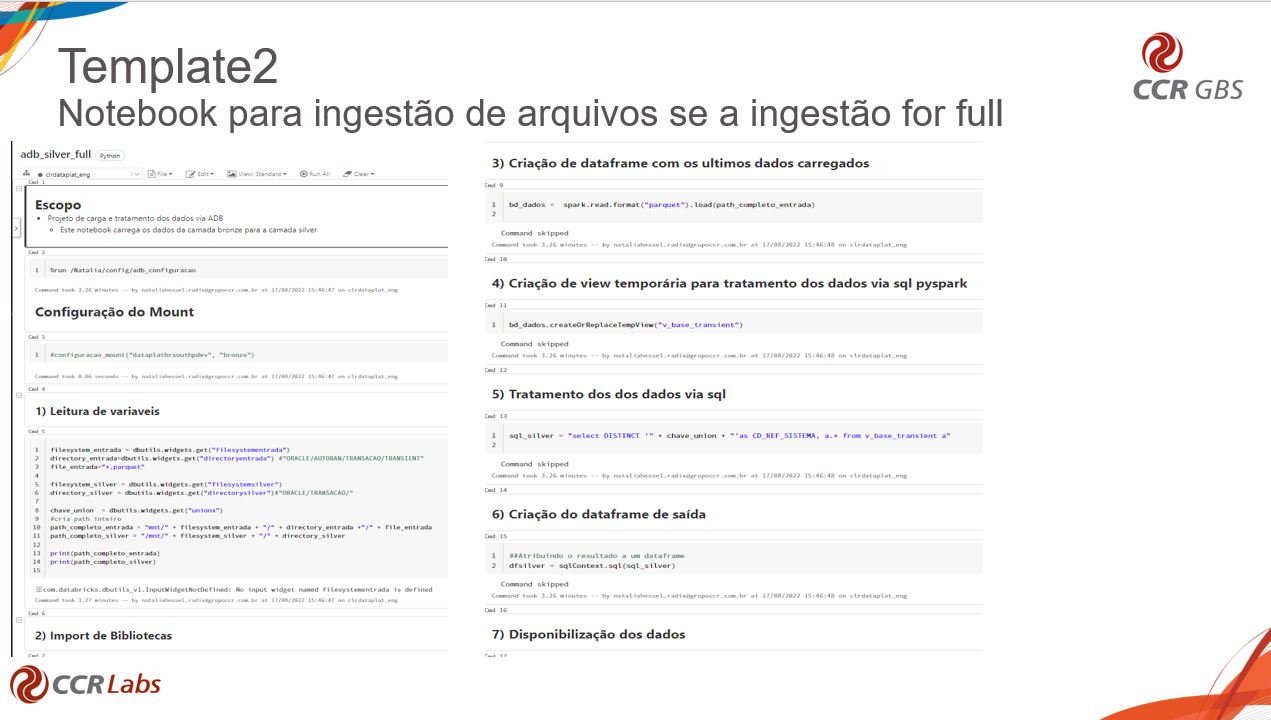 Template2
Notebook para ingestão de arquivos se a ingestão for full
CCR GBS
adb_silver_full Python
clrdataplat_eng File Edit View: Standard Run All Clear
Cmd 1
Escopo
• Projeto de carga e tratamento dos dados via ADB
◦ Este notebook carrega os dados da camada bronze para a camada silver
Cmd 2
1 %run /Natalia/config/adb_configuracao
Command took 3.26 minutes -- by nataliahessel.radix@grupoccr.com.br at 17/08/2022 15:46:47 on clrdataplat_eng
Configuração do Mount
Cmd 3
1 #configuracao_mount("dataplatbrsouthpdev", "bronze")
Command took 0.06 seconds -- by nataliahessel.radix@grupoccr.com.br at 17/08/2022 15:46:47 on clrdataplat_eng
Cmd 4
1) Leitura de variaveis
Cmd 5
1 filesystem_entrada = dbutils.widgets.get("filesystementrada")
2 directory_entrada=dbutils.widgets.get("directoryentrada") #"ORACLE/AUTOBAN/TRANSACAO/TRANSIENT"
3 file_entrada="*.parquet"
4
5 filesystem_silver = dbutils.widgets.get("filesystemsilver")
6 directory_silver = dbutils.widgets.get("directorysilver")#"ORACLE/TRANSACAO/"
7
8 chave_union = dbutils.widgets.get("unionx")
9 #cria path inteiro
10 path_completo_entrada = "mnt/" + filesystem_entrada + "/" + directory_entrada +"/" + file_entrada
11 path_completo_silver = "/mnt/" + filesystem_silver + "/" + directory_silver
12
13 print(path_completo_entrada)
14 print(path_completo_silver)
15
com.databricks.dbutils_v1.InputWidgetNotDefined: No input widget named filesystementrada is defined
Command took 3.27 minutes -- by nataliahessel.radix@grupoccr.com.br at 17/08/2022 15:46:47 on clrdataplat_eng
Cmd 6
2) Import de Bibliotecas
Cmd 7
3) Criação de dataframe com os ultimos dados carregados
Cmd 9
1 bd_dados = spark.read.format("parquet").load(path_completo_entrada)
2
Command skipped
Command took 3.26 minutes -- by nataliahessel.radix@grupoccr.com.br at 17/08/2022 15:46:48 on clrdataplat_eng
Cmd 10
4) Criação de view temporária para tratamento dos dados via sql pyspark
Cmd 11
1 bd_dados.createOrReplaceTempView("v_base_transient")
Command skipped
Command took 3.26 minutes -- by nataliahessel.radix@grupoccr.com.br at 17/08/2022 15:46:48 on clrdataplat_eng
Cmd 12
5) Tratamento dos dos dados via sql
Cmd 13
1 sql_silver = "select DISTINCT '" + chave_union + "'as CD_REF_SISTEMA, a.* from v_base_transient a"
2
Command skipped
Command took 3.26 minutes -- by nataliahessel.radix@grupoccr.com.br at 17/08/2022 15:46:48 on clrdataplat_eng
Cmd 14
6) Criação do dataframe de saída
Cmd 15
1 ##Atribuindo o resultado a um dataframe
2 dfsilver = sqlContext.sql(sql_silver)
Command skipped
Command took 3.26 minutes -- by nataliahessel.radix@grupoccr.com.br at 17/08/2022 15:46:48 on clrdataplat_eng
Cmd 16
7) Disponibilização dos dados
Cmd 17
CCR Labs